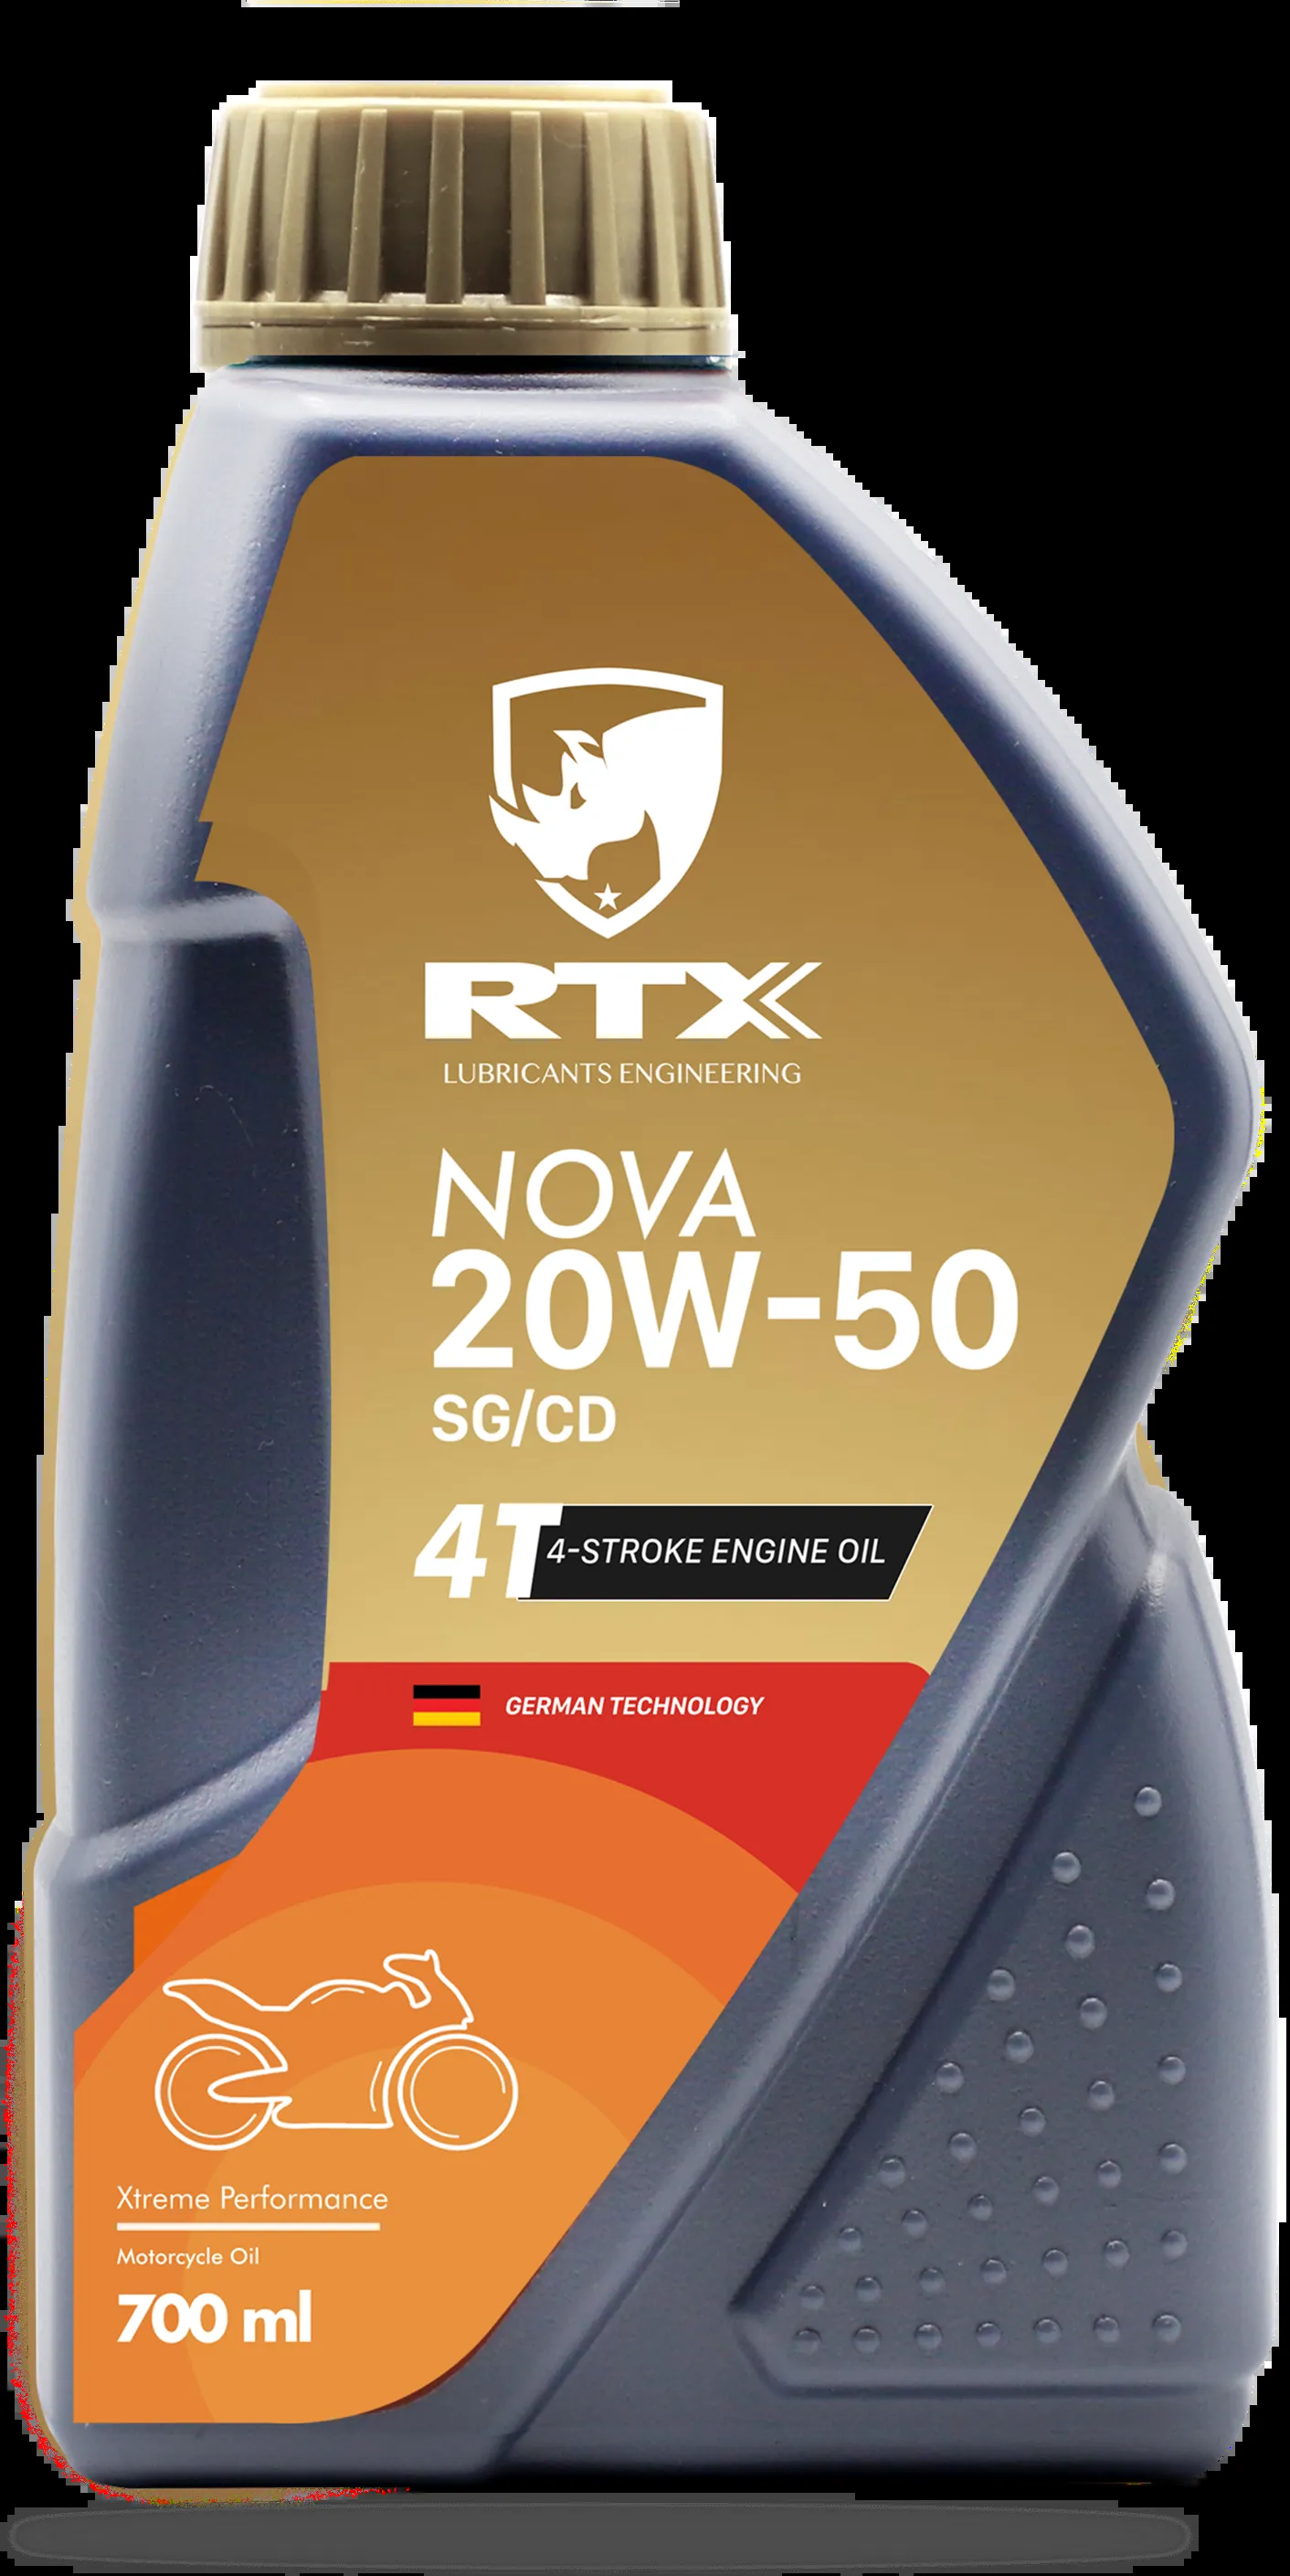 RTX
LUBRICANTS ENGINEERING
NOVA
20W-50
SG/CD
4T 4-STROKE ENGINE OIL
GERMAN TECHNOLOGY
Xtreme Performance
Motorcycle Oil
700 ml